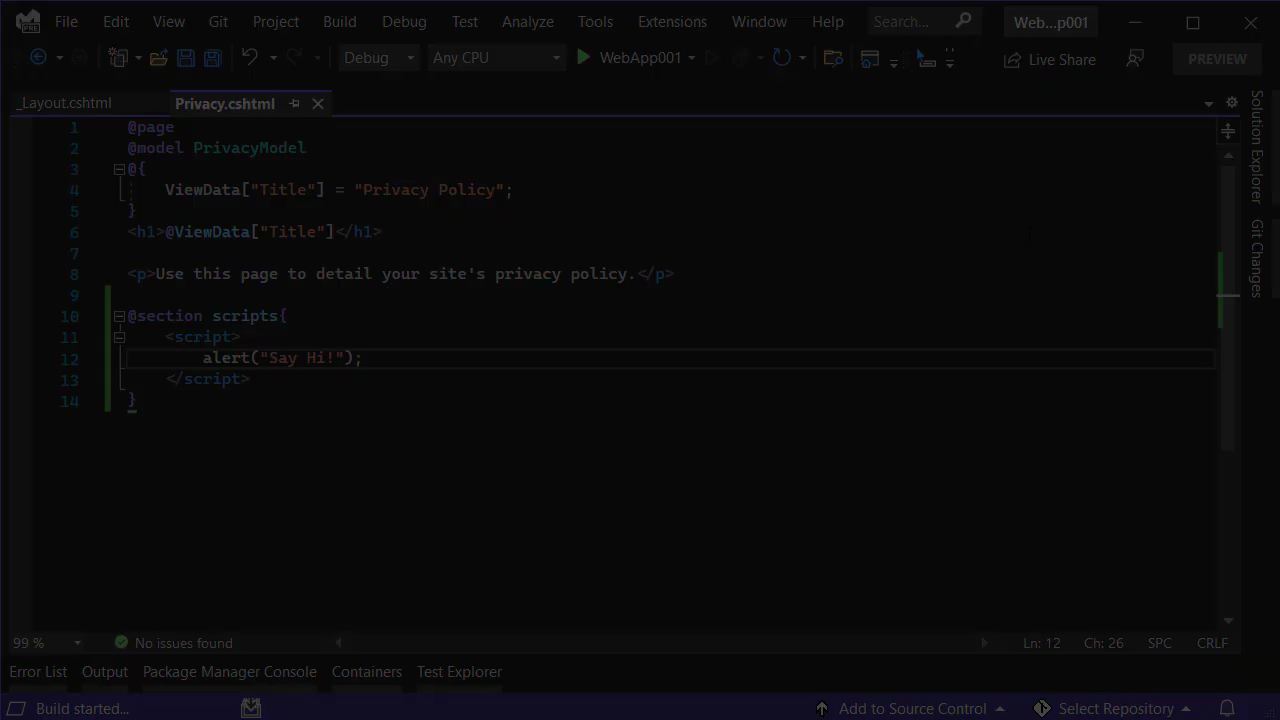 File Edit View Git Project Build Debug Test Analyze Tools Extensions Window Help Search... Web...p001
PRE
Debug Any CPU WebApp001 Live Share PREVIEW
_Layout.cshtml Privacy.cshtml
1 @page
2 @model PrivacyModel
3 @{
4 ViewData["Title"] = "Privacy Policy";
5 }
6 <h1>@ViewData["Title"]</h1>
7
8 <p>Use this page to detail your site's privacy policy.</p>
9
10 @section scripts{
11 <script>
12 alert("Say Hi!");
13 </script>
14 }
Solution Explorer
Git Changes
99 % No issues found Ln: 12 Ch: 26 SPC CRLF
Error List Output Package Manager Console Containers Test Explorer
Build started... Add to Source Control Select Repository